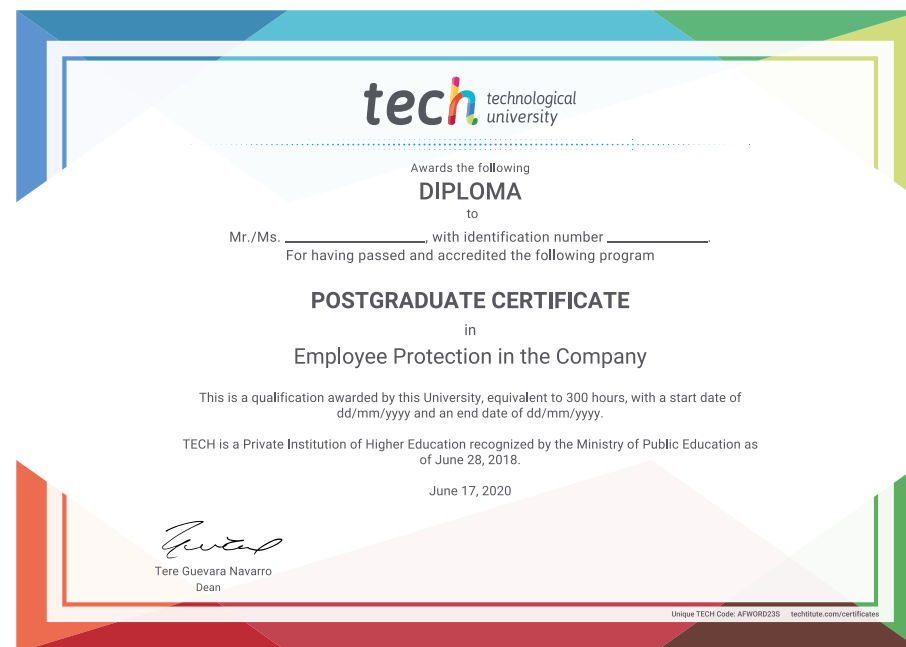 tech technological
university
Awards the following
DIPLOMA
to
Mr./Ms. ____________________, with identification number ______________.
For having passed and accredited the following program
POSTGRADUATE CERTIFICATE
in
Employee Protection in the Company
This is a qualification awarded by this University, equivalent to 300 hours, with a start date of
dd/mm/yyyy and an end date of dd/mm/yyyy.
TECH is a Private Institution of Higher Education recognized by the Ministry of Public Education as
of June 28, 2018.
June 17, 2020
Tere Guevara Navarro
Dean
Unique TECH Code: AFWORD23S techtitute.com/certificates